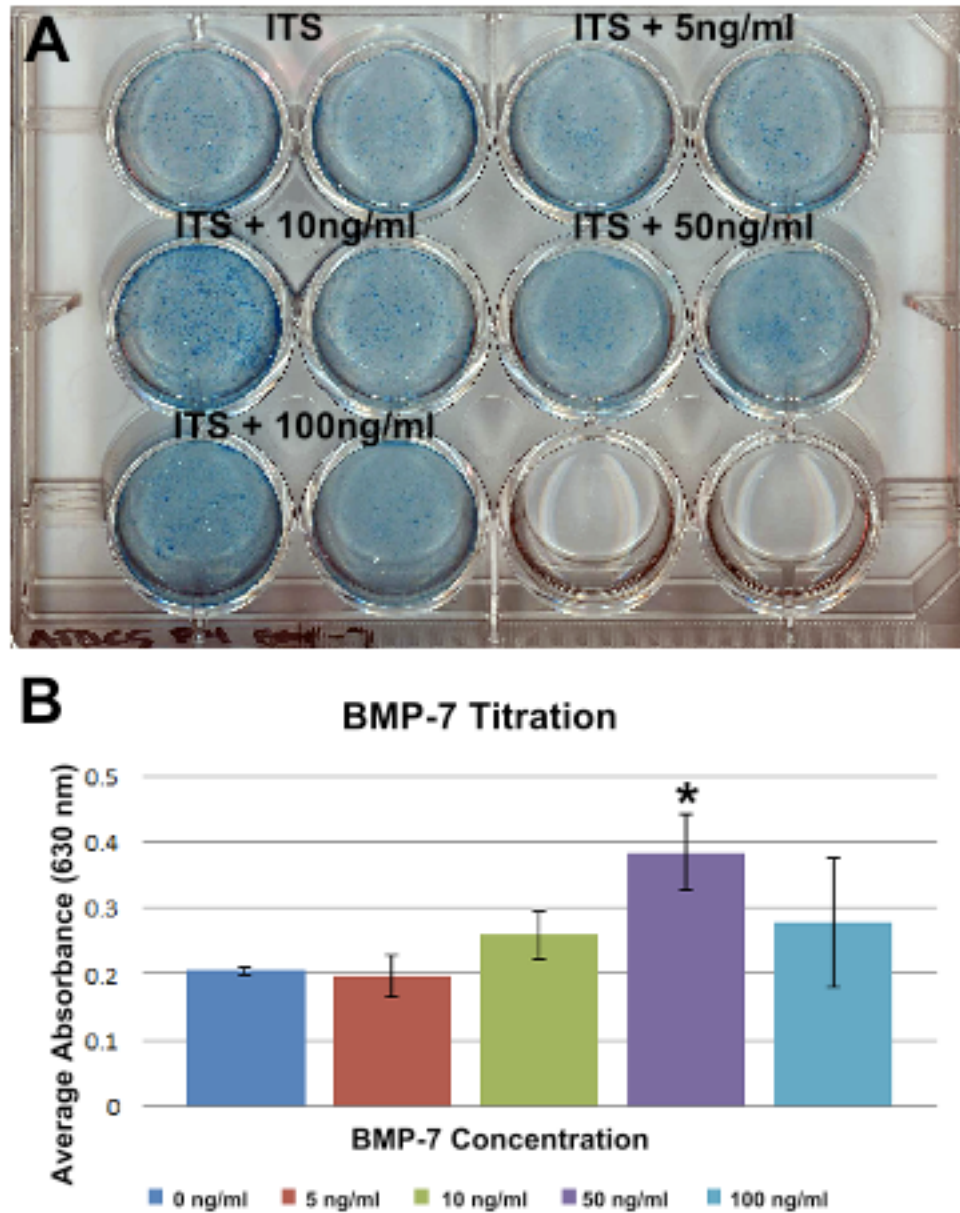 A
ITS
ITS + 5ng/ml
ITS + 10ng/ml
ITS + 50ng/ml
ITS + 100ng/ml
B
BMP-7 Titration
Average Absorbance (630 nm)
0.5
0.4
0.3
0.2
0.1
0
*
BMP-7 Concentration
0 ng/ml 5 ng/ml 10 ng/ml 50 ng/ml 100 ng/ml